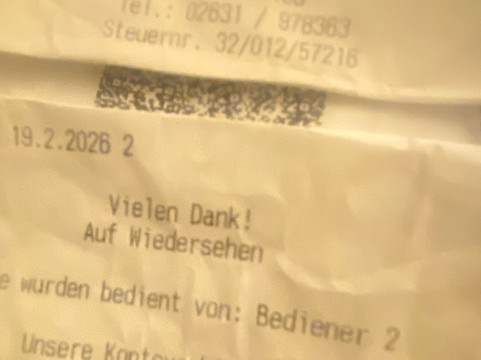 Tel.: 02631 / 978363
Steuernr. 32/012/57216
19.2.2026 2
Vielen Dank!
Auf Wiedersehen
e wurden bedient von: Bediener 2
Unsere